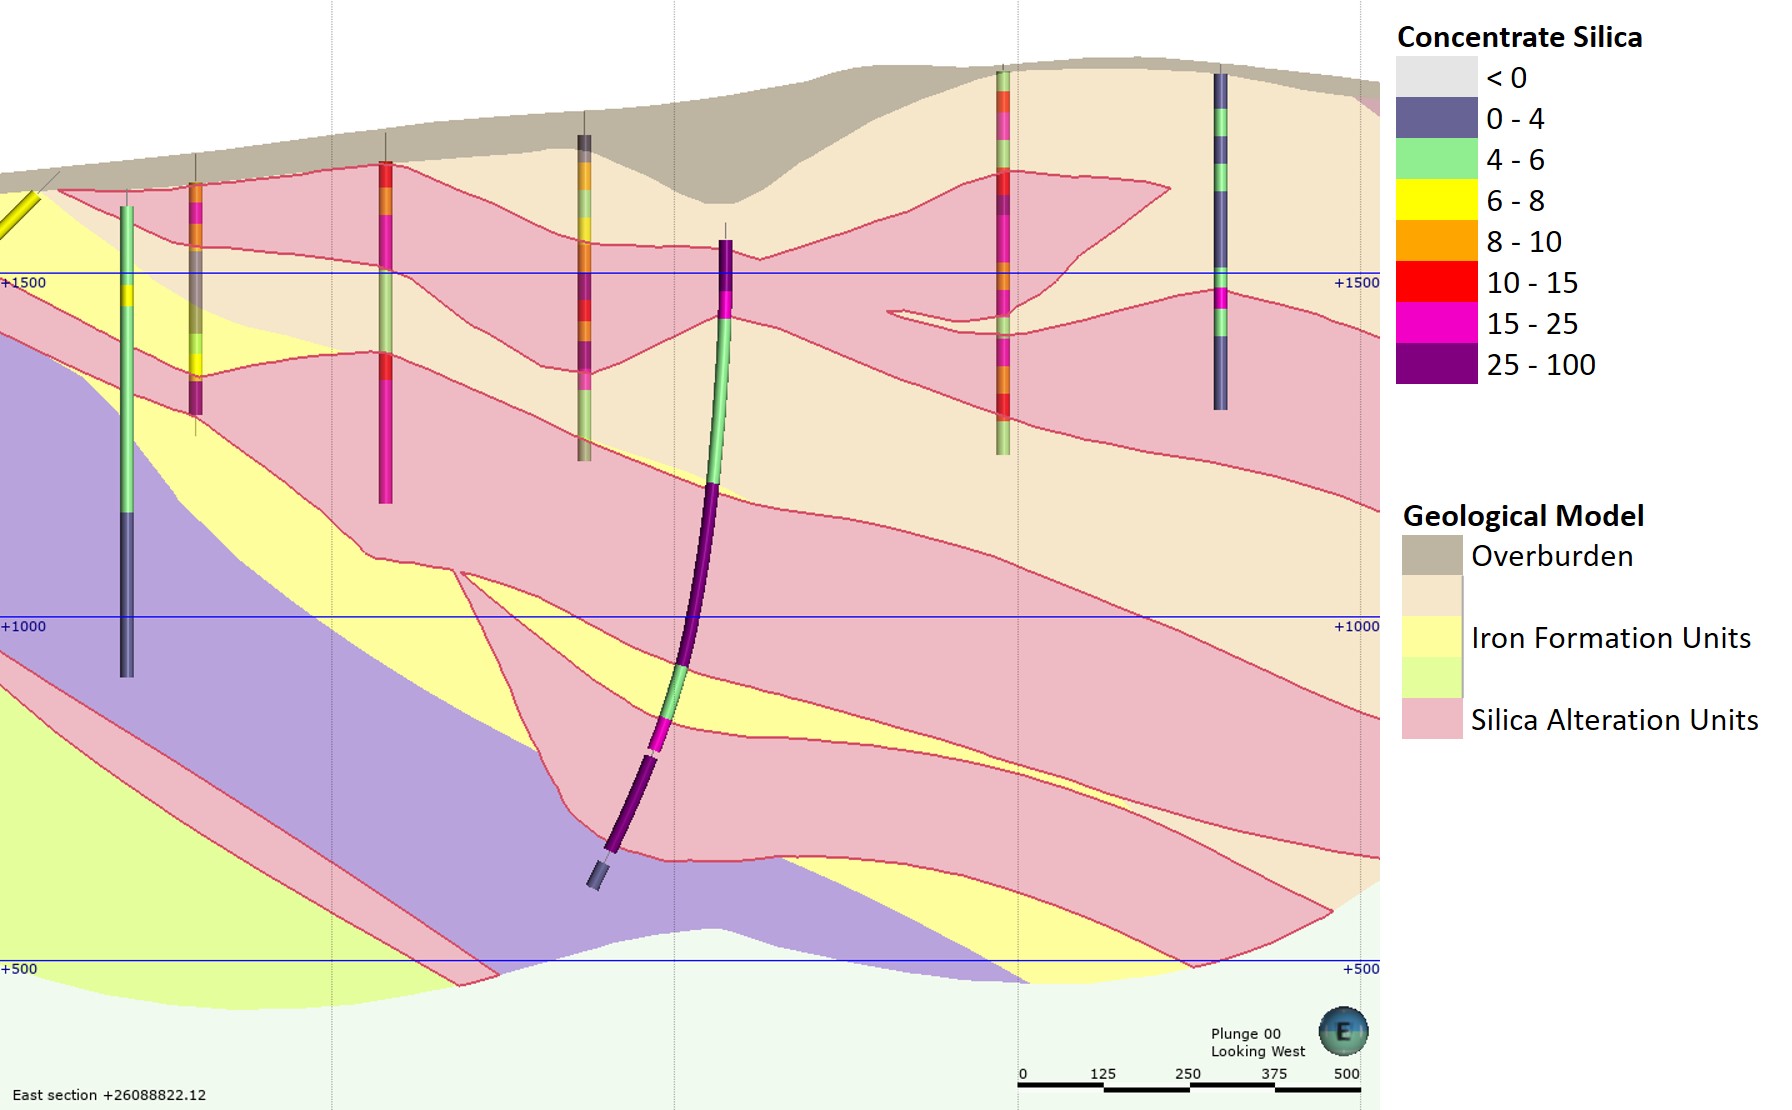 Concentrate Silica
< 0
0 - 4
4 - 6
6 - 8
8 - 10
10 - 15
15 - 25
25 - 100
+1500
+1500
Geological Model
Overburden
Iron Formation Units
Silica Alteration Units
+1000
+1000
+500
+500
Plunge 00
Looking West
E
0 125 250 375 500
East section +26088822.12